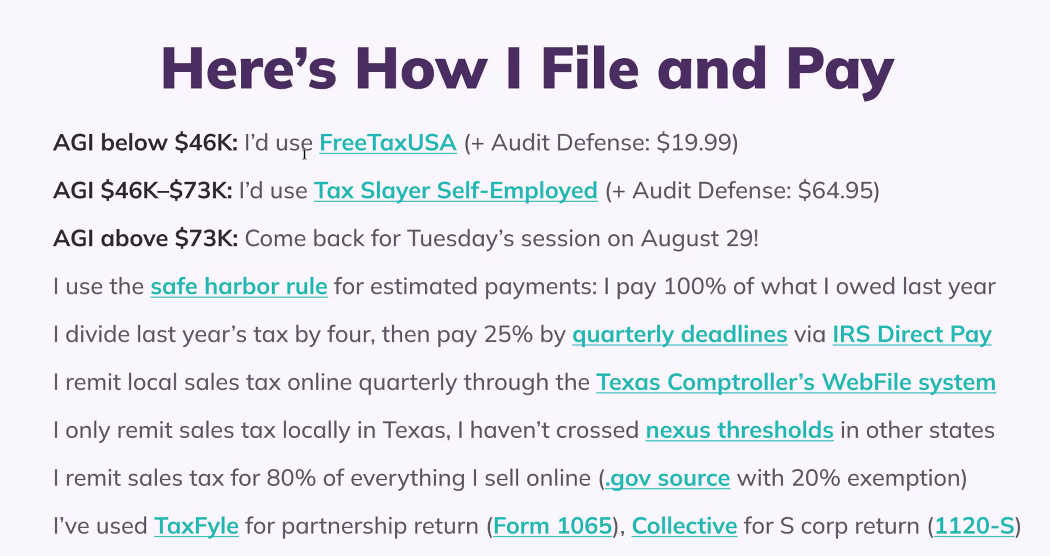 Here's How I File and Pay
AGI below $46K: I'd use FreeTaxUSA (+ Audit Defense: $19.99)
AGI $46K–$73K: I'd use Tax Slayer Self-Employed (+ Audit Defense: $64.95)
AGI above $73K: Come back for Tuesday's session on August 29!
I use the safe harbor rule for estimated payments: I pay 100% of what I owed last year
I divide last year's tax by four, then pay 25% by quarterly deadlines via IRS Direct Pay
I remit local sales tax online quarterly through the Texas Comptroller's WebFile system
I only remit sales tax locally in Texas, I haven't crossed nexus thresholds in other states
I remit sales tax for 80% of everything I sell online (.gov source with 20% exemption)
I've used TaxFyle for partnership return (Form 1065), Collective for S corp return (1120-S)